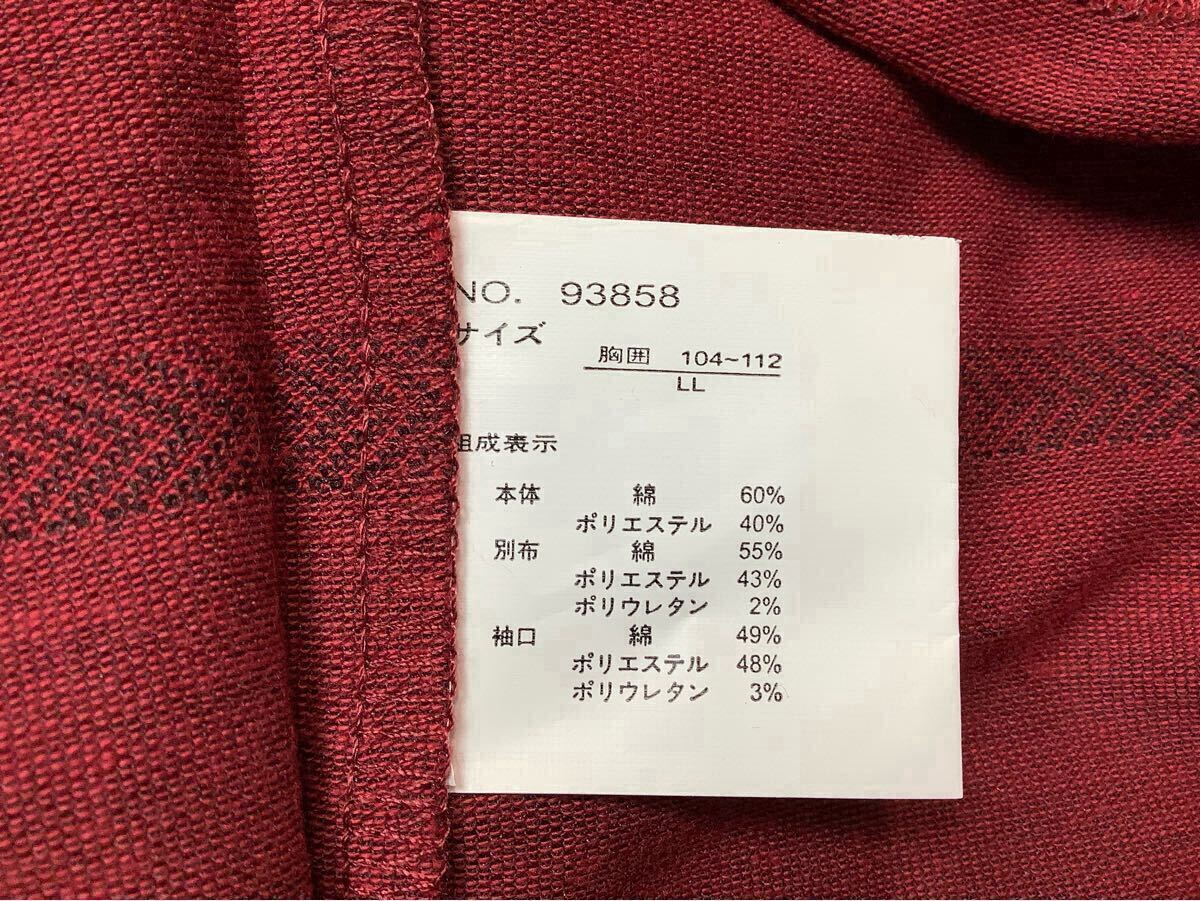 NO. 93858
サイズ
胸囲 104~112
LL
組成表示
本体 綿 60%
ポリエステル 40%
別布 綿 55%
ポリエステル 43%
ポリウレタン 2%
袖口 綿 49%
ポリエステル 48%
ポリウレタン 3%